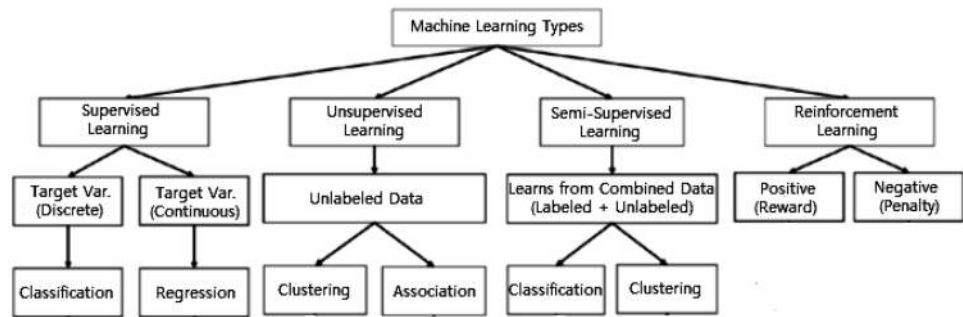 Machine Learning Types
Supervised
Learning
Unsupervised
Learning
Semi-Supervised
Learning
Reinforcement
Learning
Target Var.
(Discrete)
Target Var.
(Continuous)
Unlabeled Data
Learns from Combined Data
(Labeled + Unlabeled)
Positive
(Reward)
Negative
(Penalty)
Classification
Regression
Clustering
Association
Classification
Clustering